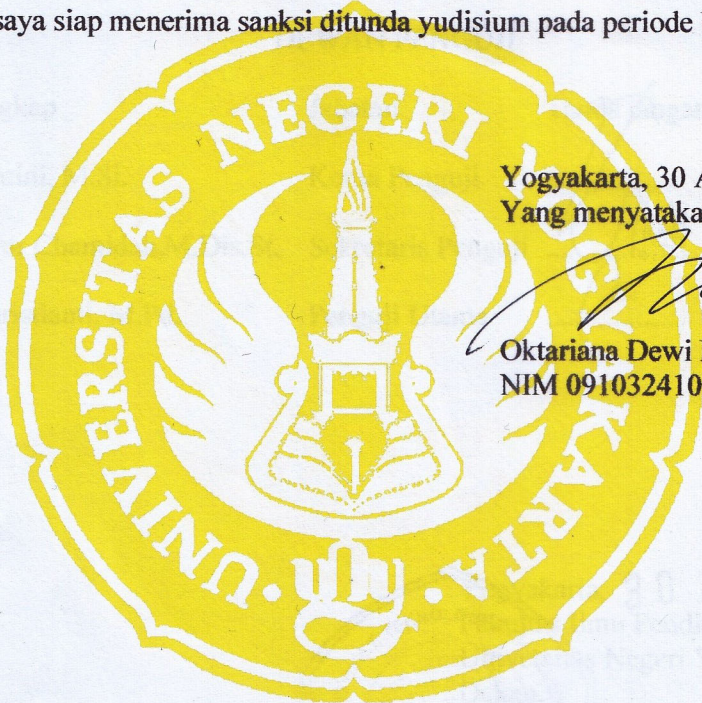 saya siap menerima sanksi ditunda yudisium pada periode
UNIVERSITAS NEGERI YOGYAKARTA
Yogyakarta, 30 A
Yang menyataka
Oktariana Dewi
NIM 091032410
uny